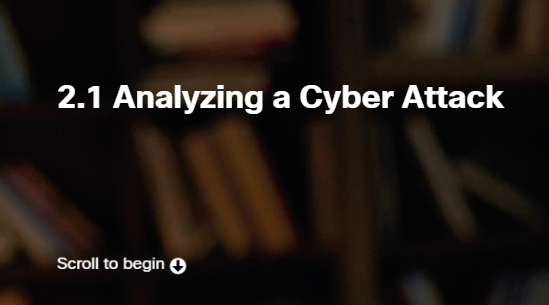 2.1 Analyzing a Cyber Attack
Scroll to begin